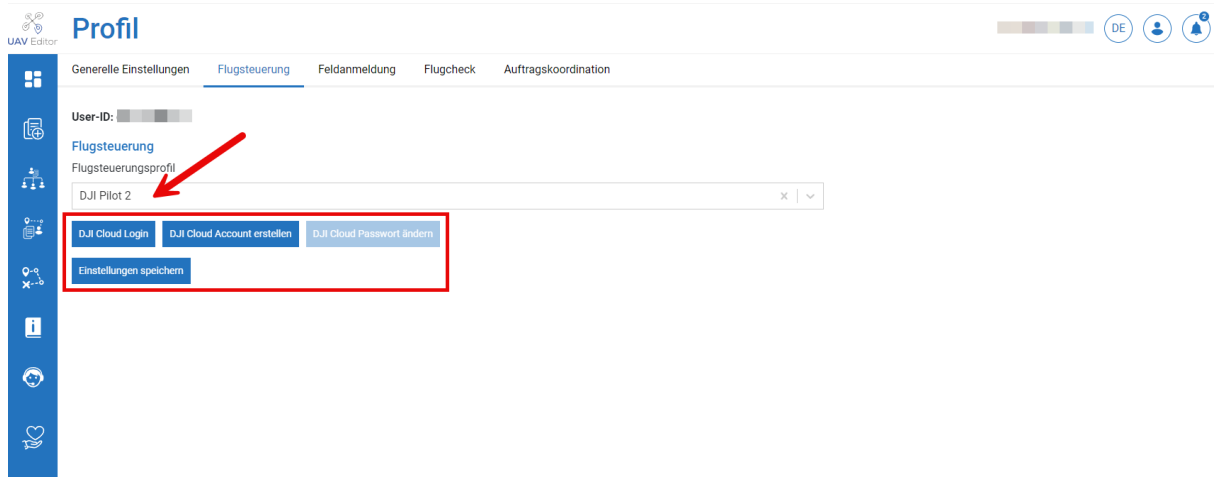 UAV Editor
Profil
DE
2
Generelle Einstellungen Flugsteuerung Feldanmeldung Flugcheck Auftragskoordination
User-ID:
Flugsteuerung
Flugsteuerungsprofil
DJI Pilot 2
DJI Cloud Login DJI Cloud Account erstellen DJI Cloud Passwort ändern
Einstellungen speichern